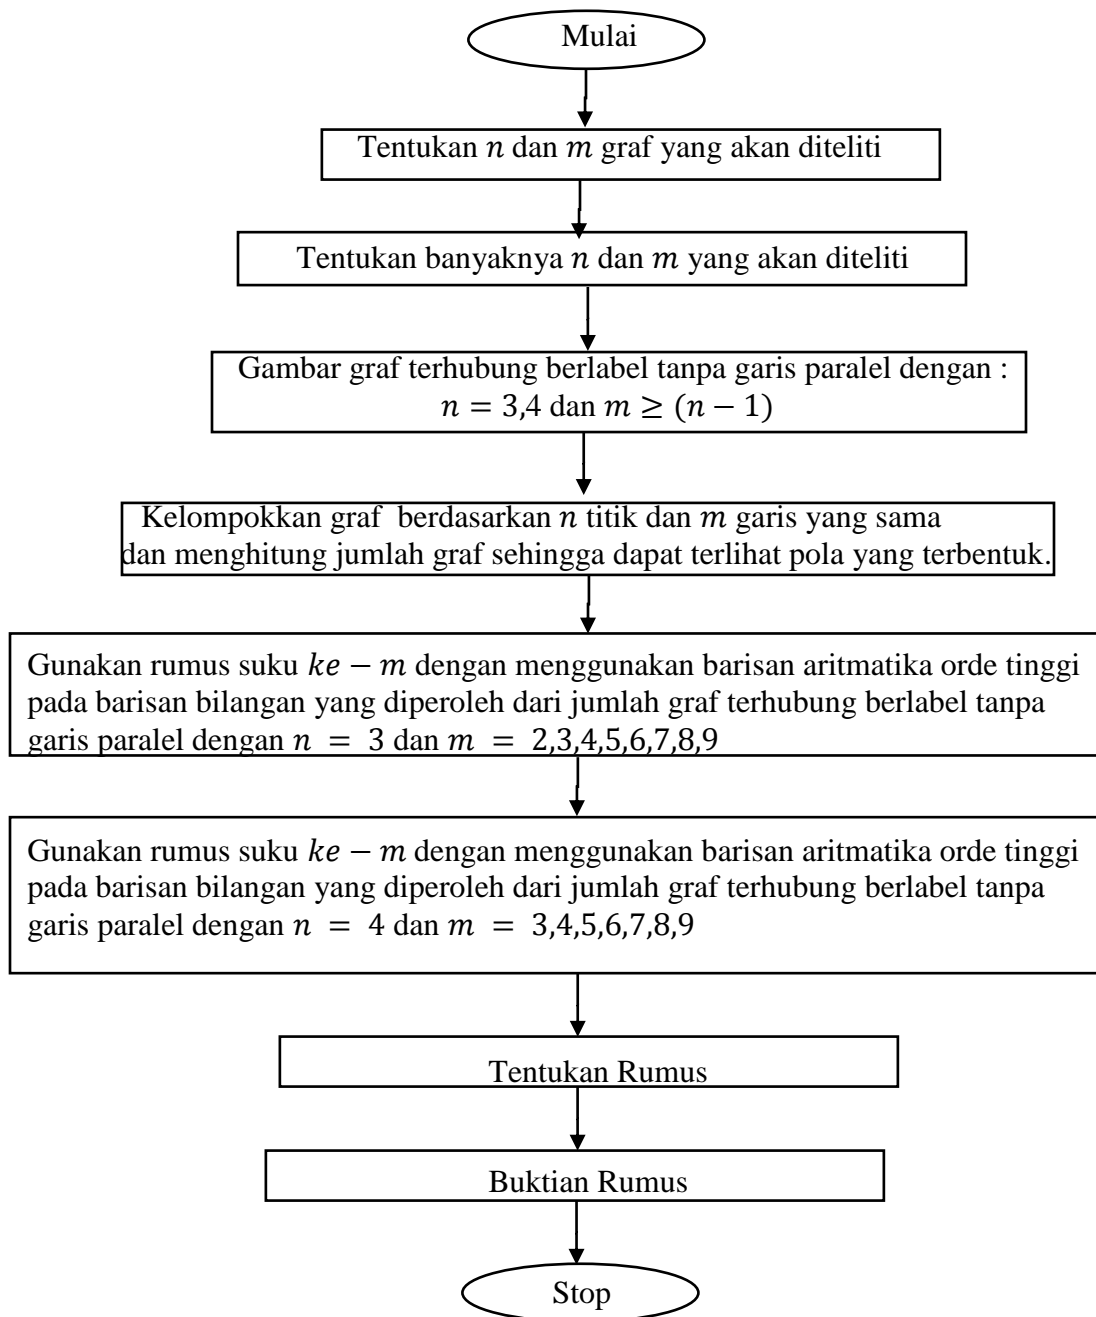 Mulai
Tentukan n dan m graf yang akan diteliti
Tentukan banyaknya n dan m yang akan diteliti
Gambar graf terhubung berlabel tanpa garis paralel dengan :
n = 3,4 dan m ≥ (n − 1)
Kelompokkan graf berdasarkan n titik dan m garis yang sama
dan menghitung jumlah graf sehingga dapat terlihat pola yang terbentuk.
Gunakan rumus suku ke − m dengan menggunakan barisan aritmatika orde tinggi
pada barisan bilangan yang diperoleh dari jumlah graf terhubung berlabel tanpa
garis paralel dengan n = 3 dan m = 2,3,4,5,6,7,8,9
Gunakan rumus suku ke − m dengan menggunakan barisan aritmatika orde tinggi
pada barisan bilangan yang diperoleh dari jumlah graf terhubung berlabel tanpa
garis paralel dengan n = 4 dan m = 3,4,5,6,7,8,9
Tentukan Rumus
Buktian Rumus
Stop